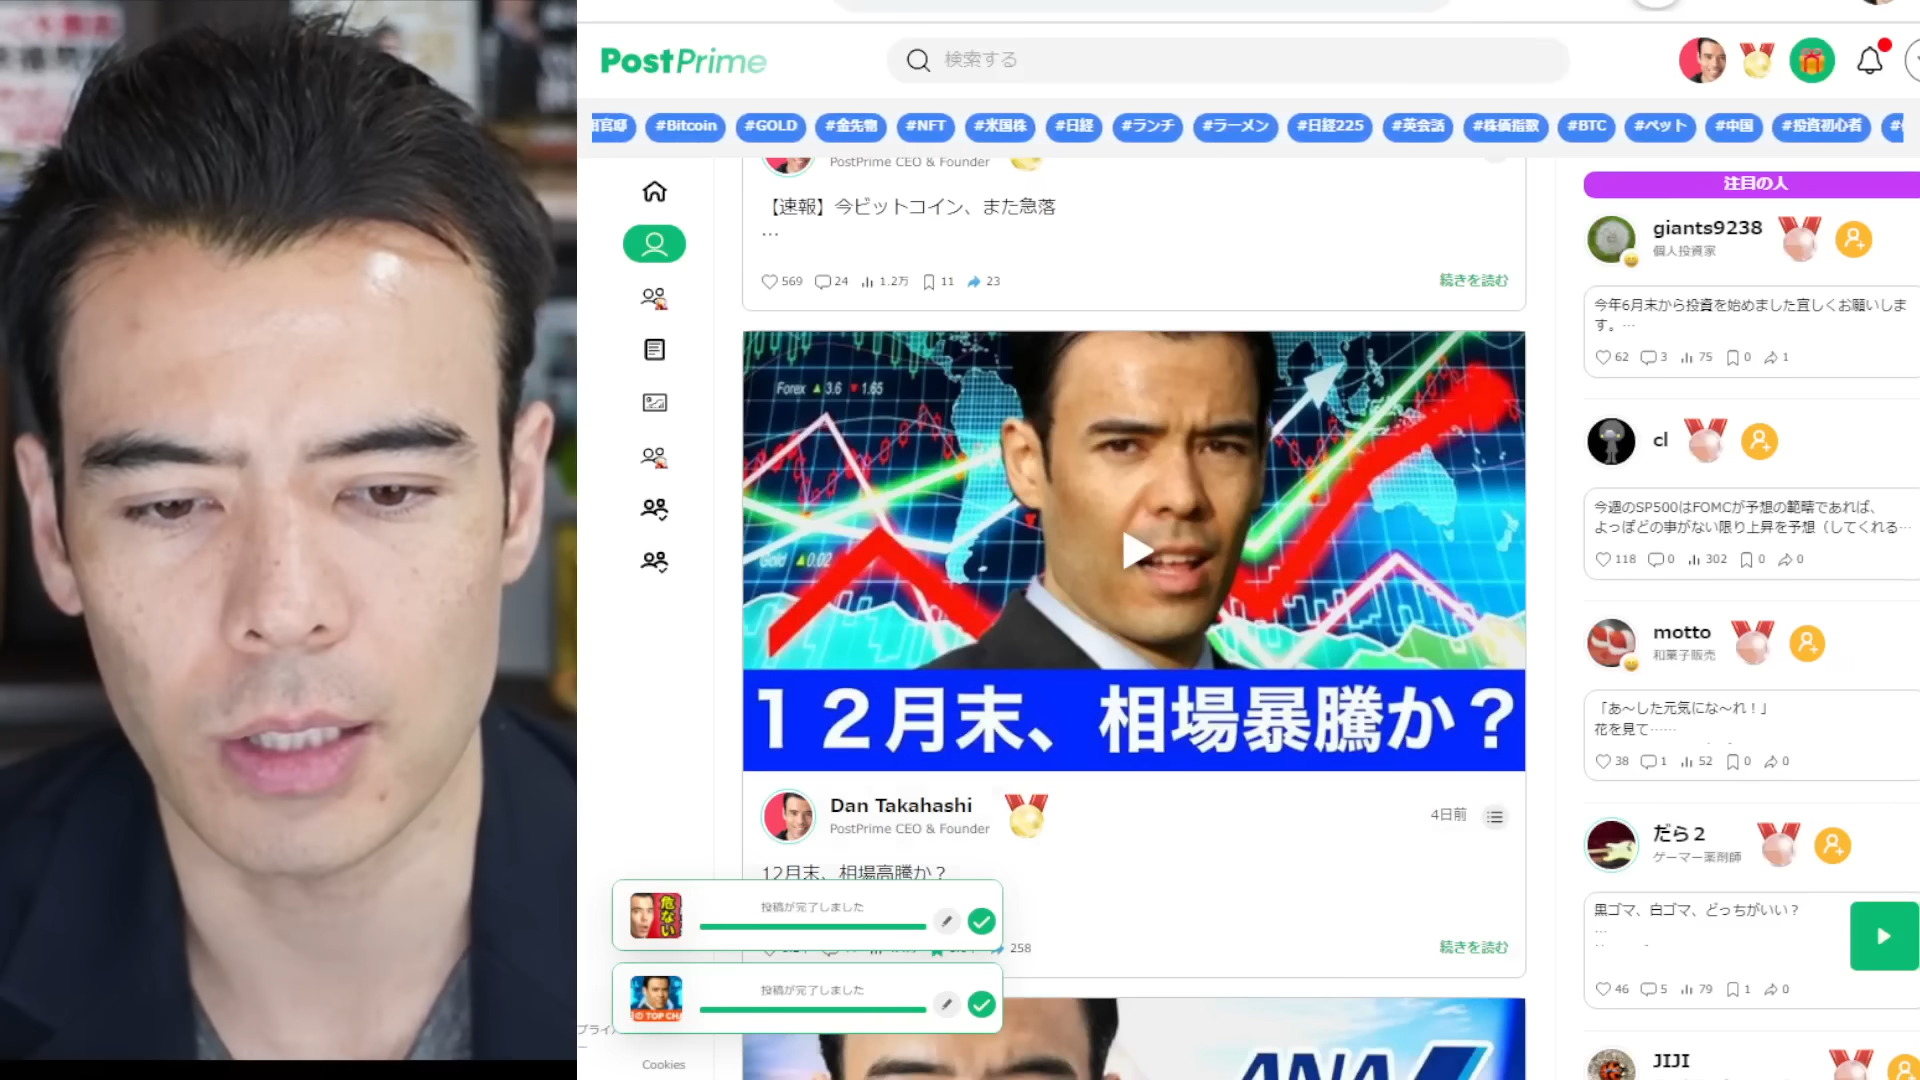 PostPrime
検索する
#Bitcoin
#GOLD
#金先物
#NFT
#米国株
#日経
#ランチ
#ラーメン
#日経225
#英会話
#株価指数
#BTC
#ペット
#中国
#投資初心者
PostPrime CEO & Founder
【速報】今ビットコイン、また急落
…
569 24 1.2万 11 23
続きを読む
Forex ▲ 3.6 ▼ 1.65
Gold ▲ 0.02
12月末、相場暴騰か？
Dan Takahashi
PostPrime CEO & Founder
4日前
12月末、相場高騰か？
258
続きを読む
投稿が完了しました
危ない
投稿が完了しました
Cookies
ANA
注目の人
giants9238
個人投資家
今年6月末から投資を始めました宜しくお願いしま
す。…
62 3 75 0 1
cl
今週のSP500はFOMCが予想の範疇であれば、
よっぽどの事がない限り上昇を予想（してくれる…
118 0 302 0 0
motto
和菓子販売
「あ〜した元気にな〜れ！」
花を見て……
38 1 52 0 0
だら２
ゲーマー薬剤師
黒ゴマ、白ゴマ、どっちがいい？
…
46 5 79 1 0
JIJI